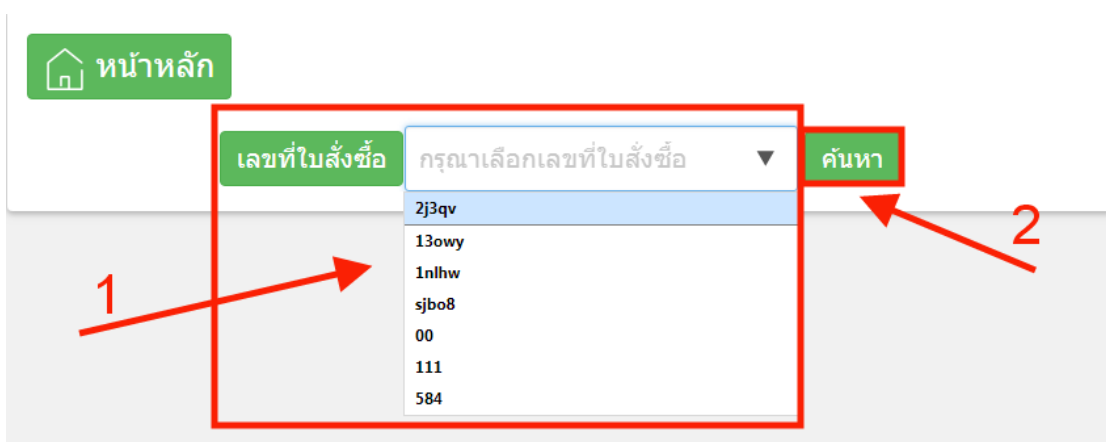 หน้าหลัก
เลขที่ใบสั่งซื้อ กรุณาเลือกเลขที่ใบสั่งซื้อ ค้นหา
2j3qv
13owy
1nlhw
sjbo8
00
111
584
1
2